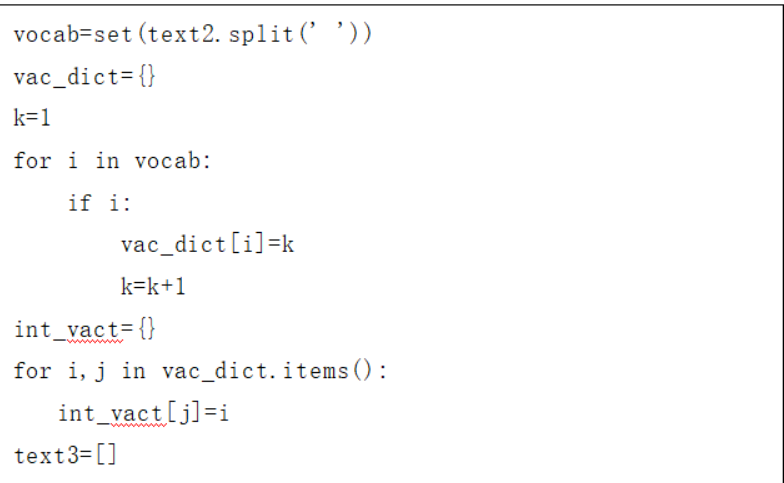 vocab=set(text2.split(’ ’))
vac_dict={}
k=1
for i in vocab:
    if i:
        vac_dict[i]=k
        k=k+1
int_vact={}
for i,j in vac_dict.items():
    int_vact[j]=i
text3=[]